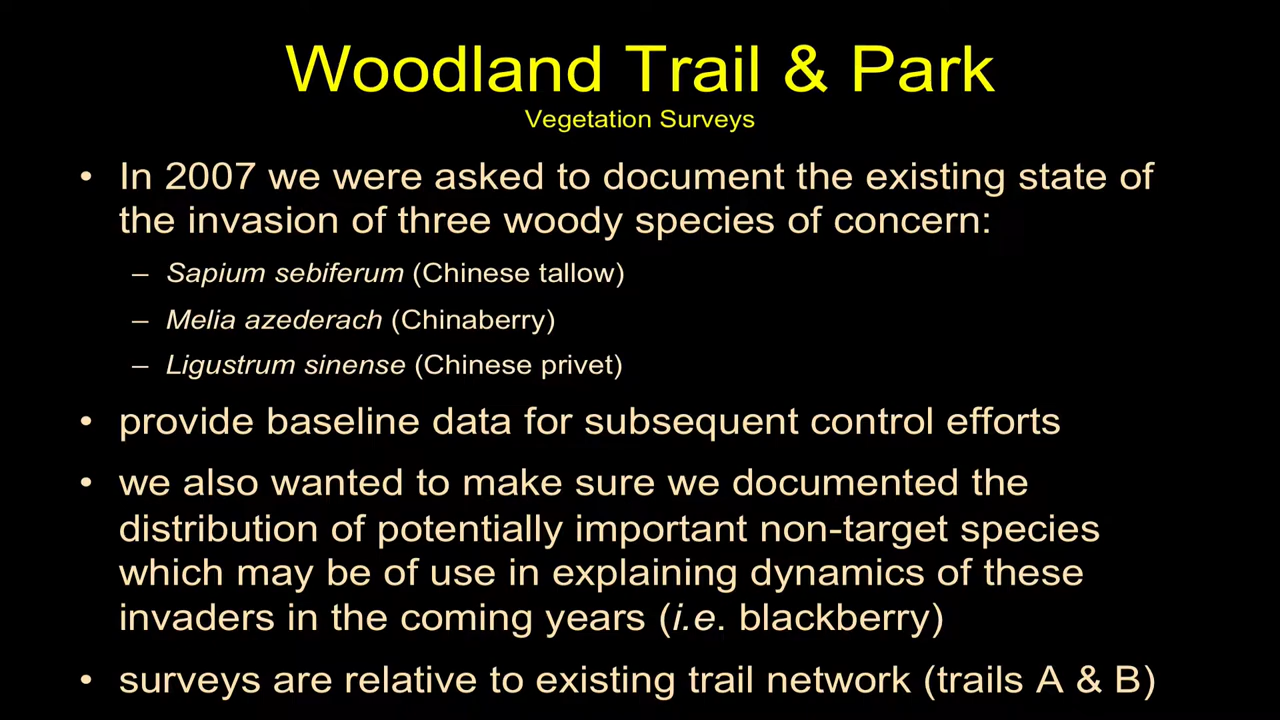 Woodland Trail & Park
Vegetation Surveys
• In 2007 we were asked to document the existing state of
the invasion of three woody species of concern:
– Sapium sebiferum (Chinese tallow)
– Melia azederach (Chinaberry)
– Ligustrum sinense (Chinese privet)
• provide baseline data for subsequent control efforts
• we also wanted to make sure we documented the
distribution of potentially important non-target species
which may be of use in explaining dynamics of these
invaders in the coming years (i.e. blackberry)
• surveys are relative to existing trail network (trails A & B)